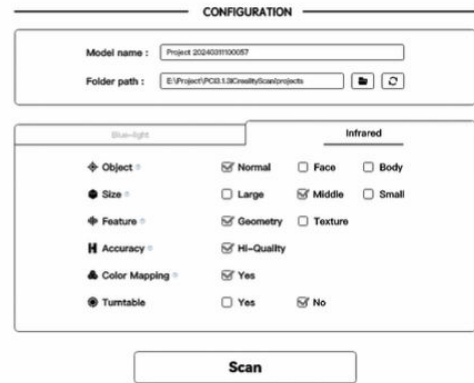 CONFIGURATION
Model name : Project 20240311100057
Folder path : E:\Project\PCI3.1.3\CrealityScan\projects
Blue-light Infrared
Object Normal Face Body
Size Large Middle Small
Feature Geometry Texture
Accuracy Hi-Quality
Color Mapping Yes
Turntable Yes No
Scan